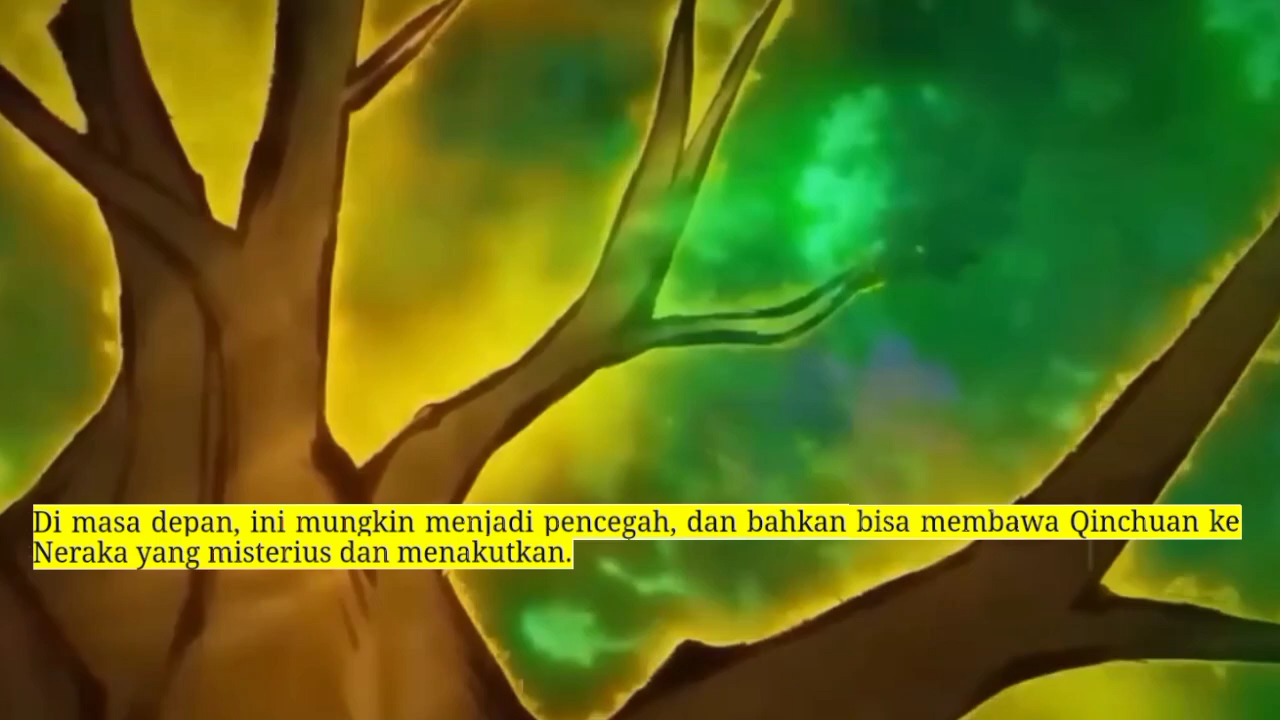 Di masa depan, ini mungkin menjadi pencegah, dan bahkan bisa membawa Qinchuan ke
Neraka yang misterius dan menakutkan.